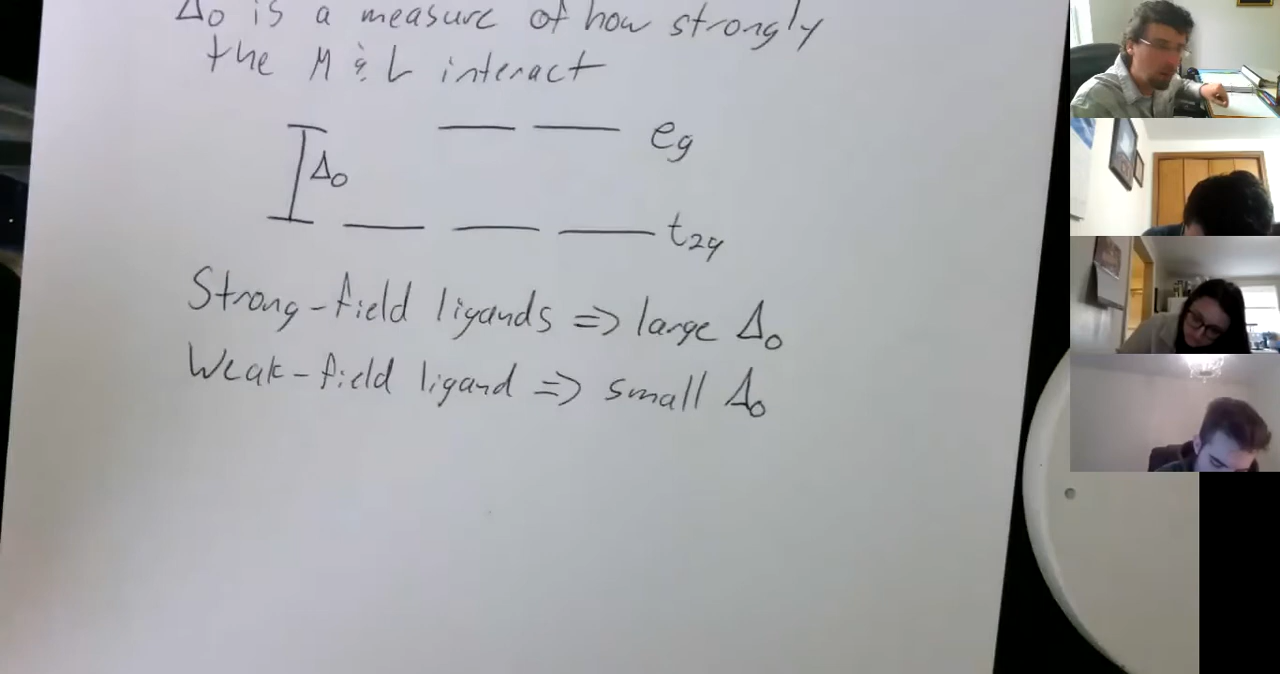 Δo is a measure of how strongly
the M & L interact
eg
Δo
t2g
Strong-field ligands => large Δo
Weak-field ligand => small Δo